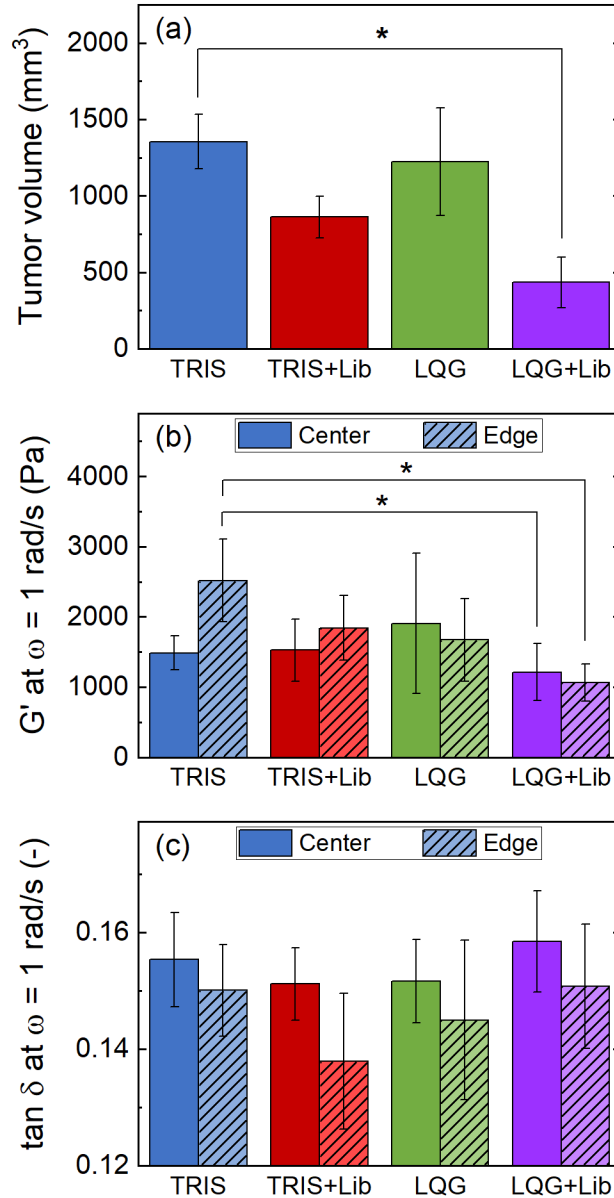 (a)
*
Tumor volume (mm³)
2000
1500
1000
500
0
TRIS TRIS+Lib LQG LQG+Lib
(b)
Center Edge
*
*
G' at ω = 1 rad/s (Pa)
4000
3000
2000
1000
0
TRIS TRIS+Lib LQG LQG+Lib
(c)
Center Edge
tan δ at ω = 1 rad/s (-)
0.16
0.14
0.12
TRIS TRIS+Lib LQG LQG+Lib